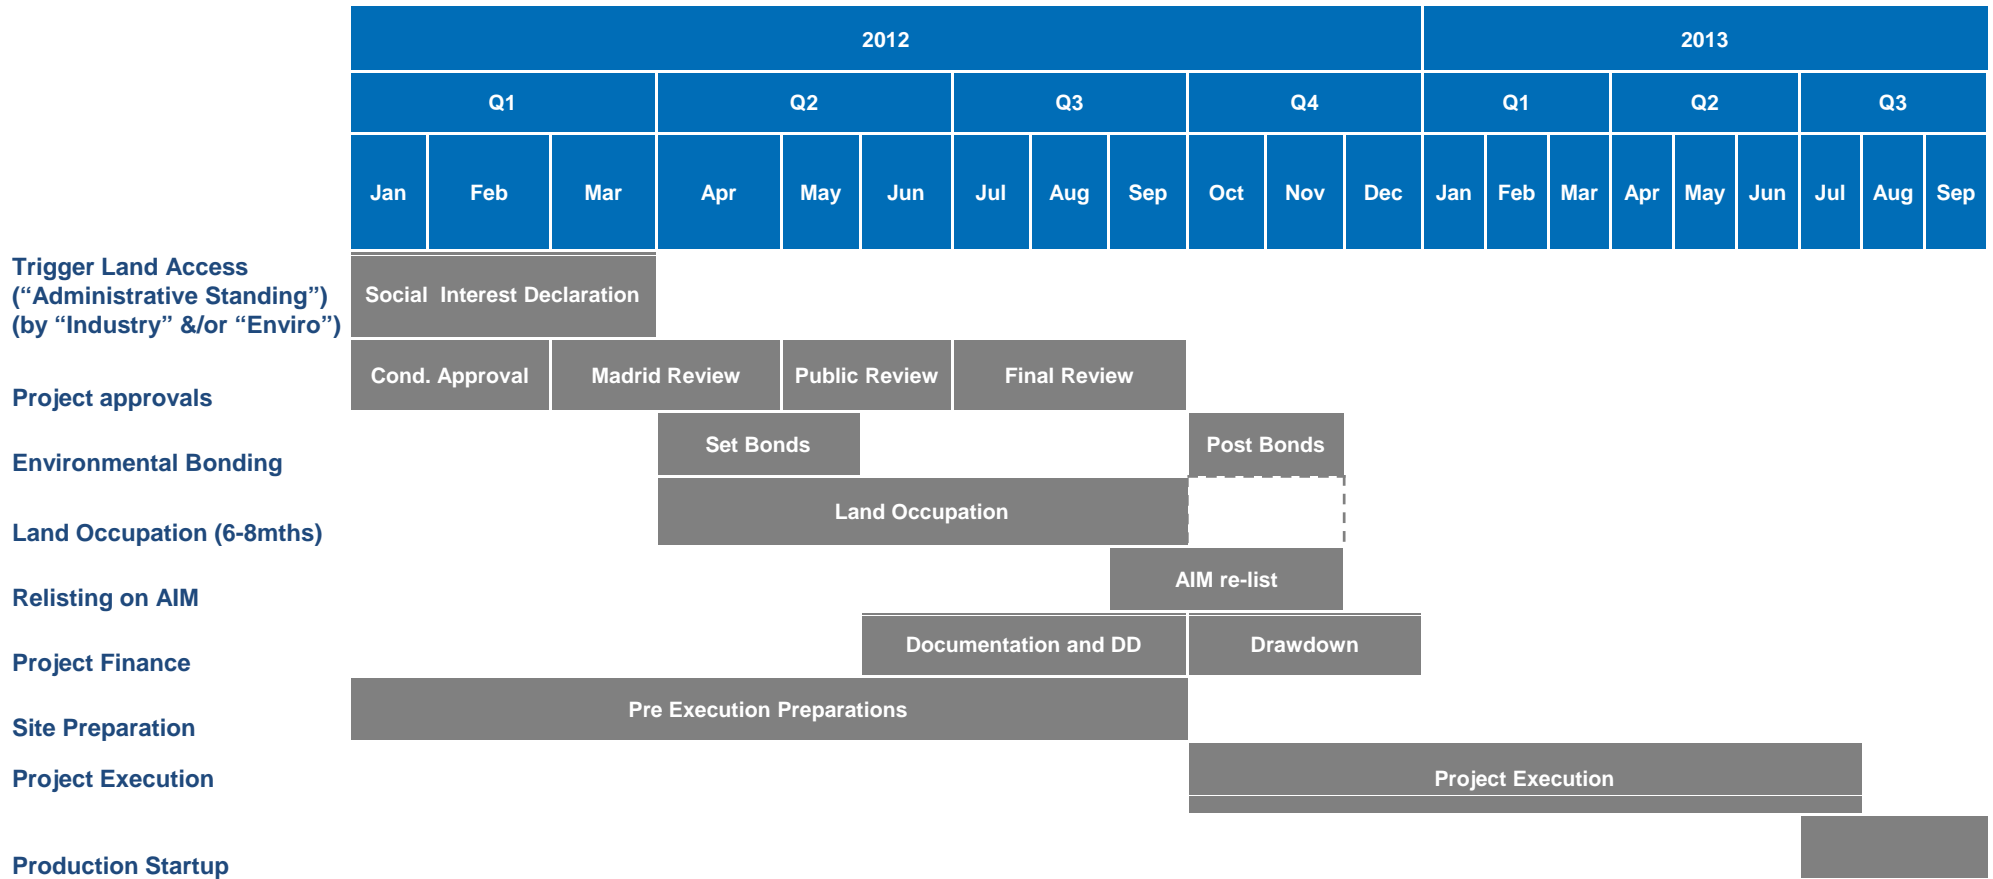 2012 2013
Q1 Q2 Q3 Q4 Q1 Q2 Q3
Jan Feb Mar Apr May Jun Jul Aug Sep Oct Nov Dec Jan Feb Mar Apr May Jun Jul Aug Sep
Trigger Land Access
(“Administrative Standing”)
(by “Industry” &/or “Enviro”)
Social Interest Declaration
Project approvals
Cond. Approval Madrid Review Public Review Final Review
Environmental Bonding
Set Bonds Post Bonds
Land Occupation (6-8mths)
Land Occupation
Relisting on AIM
AIM re-list
Project Finance
Documentation and DD Drawdown
Site Preparation
Pre Execution Preparations
Project Execution
Project Execution
Production Startup